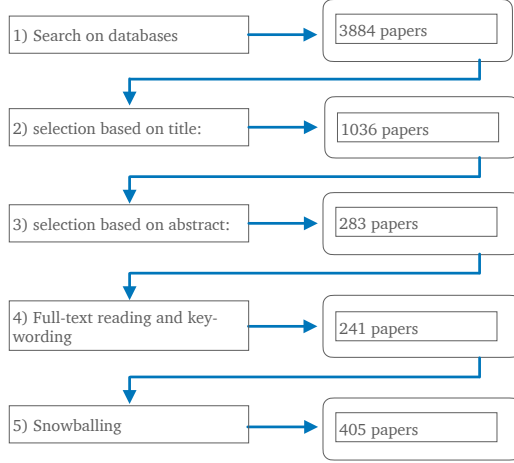 1) Search on databases
3884 papers
2) selection based on title:
1036 papers
3) selection based on abstract:
283 papers
4) Full-text reading and key-
wording
241 papers
5) Snowballing
405 papers